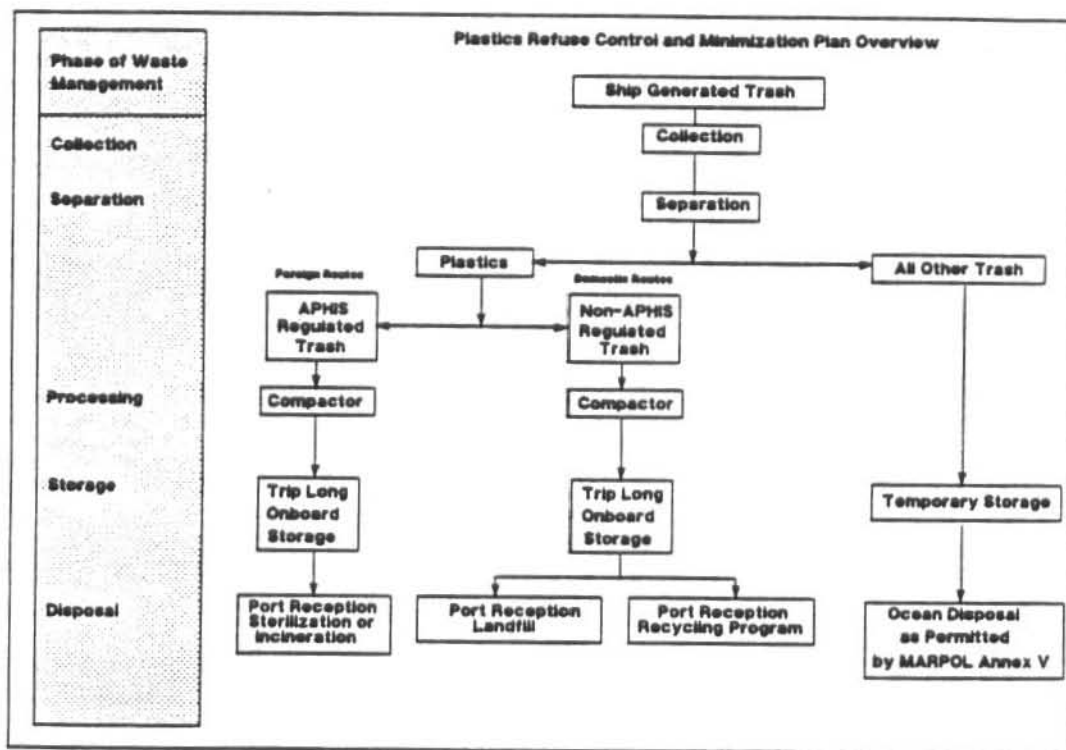 Plastics Refuse Control and Minimization Plan Overview
Phase of Waste
Management
Collection
Separation
Processing
Storage
Disposal
Ship Generated Trash
Collection
Separation
Plastics
All Other Trash
Foreign Routes
Domestic Routes
APHIS
Regulated
Trash
Non-APHIS
Regulated
Trash
Compactor
Compactor
Trip Long
Onboard
Storage
Trip Long
Onboard
Storage
Temporary Storage
Port Reception
Sterilization or
Incineration
Port Reception
Landfill
Port Reception
Recycling Program
Ocean Disposal
as Permitted
by MARPOL Annex V